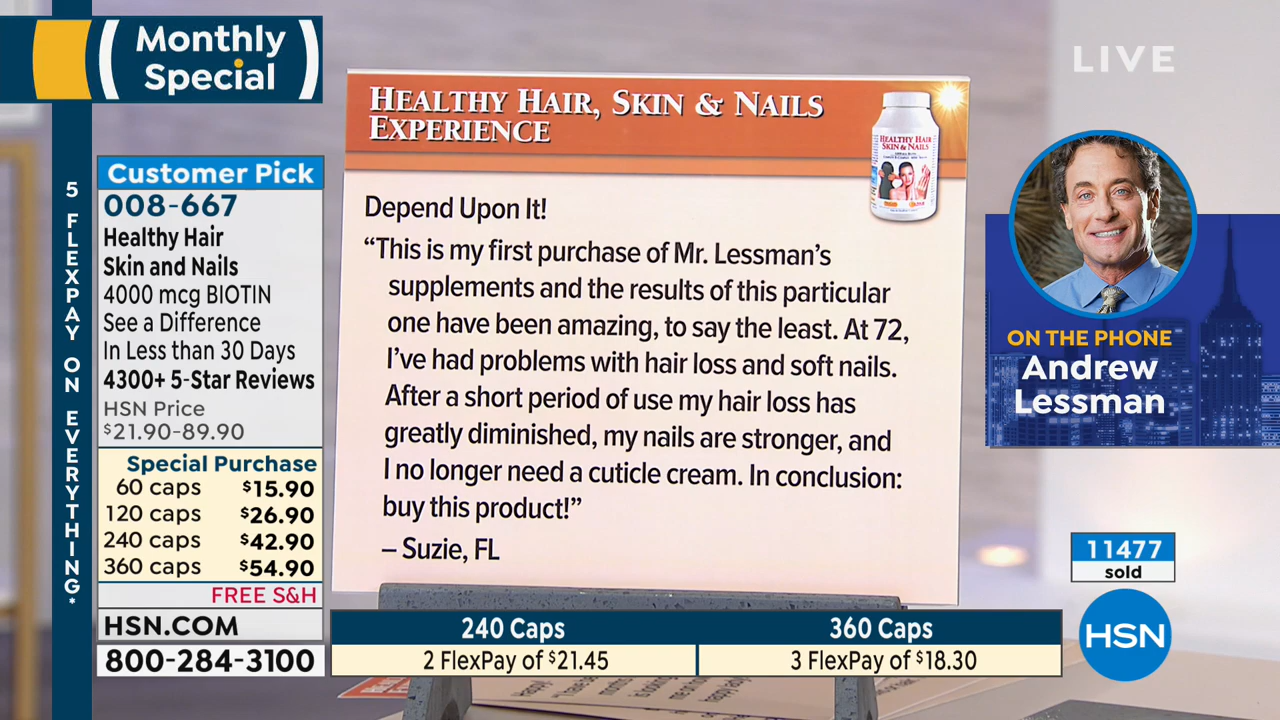 (Monthly
Special)
LIVE
5 FLEXPAY ON EVERYTHING*
Customer Pick
008-667
Healthy Hair
Skin and Nails
4000 mcg BIOTIN
See a Difference
In Less than 30 Days
4300+ 5-Star Reviews
HSN Price
$21.90-89.90
Special Purchase
60 caps $15.90
120 caps $26.90
240 caps $42.90
360 caps $54.90
FREE S&H
HSN.COM
800-284-3100
HEALTHY HAIR, SKIN & NAILS
EXPERIENCE
HEALTHY HAIR
SKIN & NAILS
Depend Upon It!
“This is my first purchase of Mr. Lessman’s
supplements and the results of this particular
one have been amazing, to say the least. At 72,
I’ve had problems with hair loss and soft nails.
After a short period of use my hair loss has
greatly diminished, my nails are stronger, and
I no longer need a cuticle cream. In conclusion:
buy this product!”
– Suzie, FL
ON THE PHONE
Andrew
Lessman
11477
sold
HSN
240 Caps 360 Caps
2 FlexPay of $21.45 3 FlexPay of $18.30